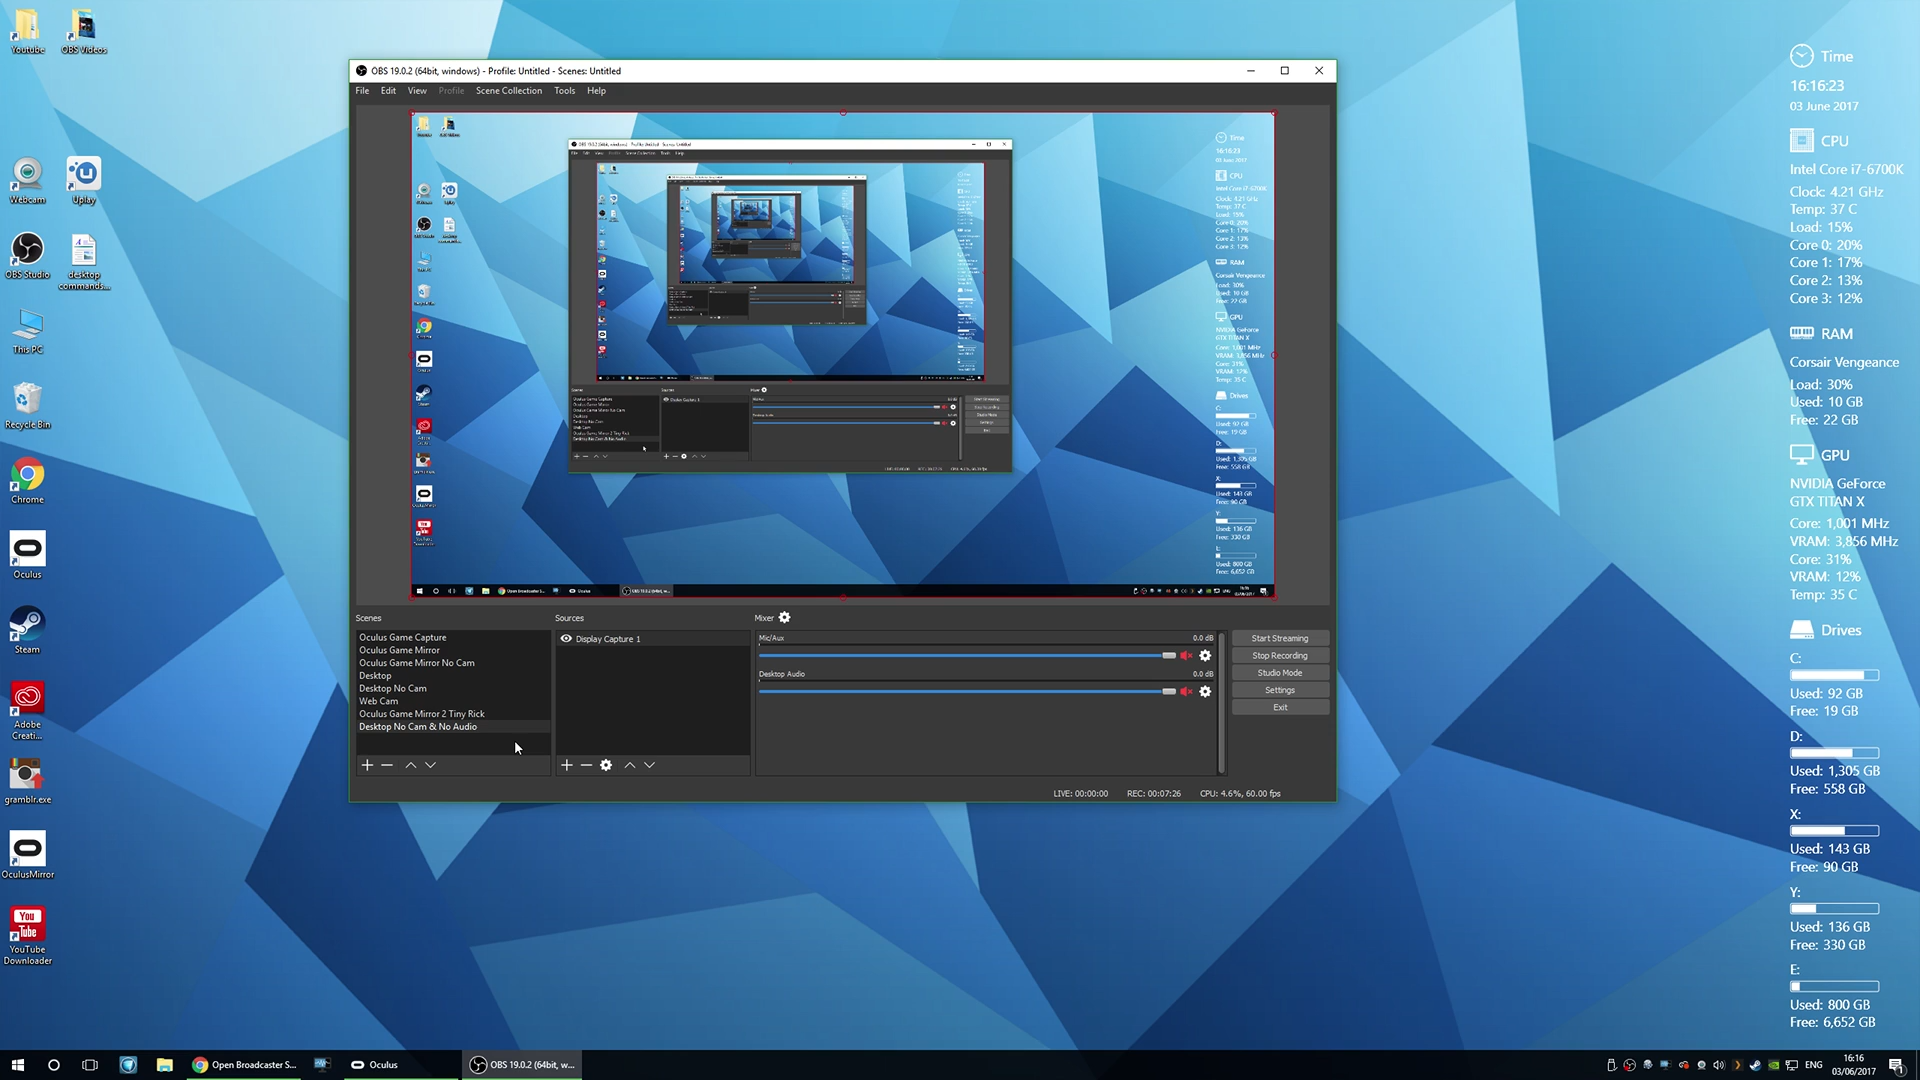 Youtube
OBS Videos
Webcam
Uplay
OBS Studio
desktop
commands...
This PC
Recycle Bin
Chrome
Oculus
Steam
Adobe
Creati...
gramblr.exe
OculusMirror
You
Tube
YouTube
Downloader
OBS 19.0.2 (64bit, windows) - Profile: Untitled - Scenes: Untitled
File Edit View Profile Scene Collection Tools Help
Scenes
Oculus Game Capture
Oculus Game Mirror
Oculus Game Mirror No Cam
Desktop
Desktop No Cam
Web Cam
Oculus Game Mirror 2 Tiny Rick
Desktop No Cam & No Audio
Sources
Display Capture 1
Mixer
Mic/Aux 0.0 dB
Desktop Audio 0.0 dB
Start Streaming
Stop Recording
Studio Mode
Settings
Exit
LIVE: 00:00:00 REC: 00:07:26 CPU: 4.6%, 60.00 fps
Time
16:16:23
03 June 2017
CPU
Intel Core i7-6700K
Clock: 4.21 GHz
Temp: 37 C
Load: 15%
Core 0: 20%
Core 1: 17%
Core 2: 13%
Core 3: 12%
RAM
Corsair Vengeance
Load: 30%
Used: 10 GB
Free: 22 GB
GPU
NVIDIA GeForce
GTX TITAN X
Core: 1,001 MHz
VRAM: 3,856 MHz
Core: 31%
VRAM: 12%
Temp: 35 C
Drives
C:
Used: 92 GB
Free: 19 GB
D:
Used: 1,305 GB
Free: 558 GB
X:
Used: 143 GB
Free: 90 GB
Y:
Used: 136 GB
Free: 330 GB
E:
Used: 800 GB
Free: 6,652 GB
Open Broadcaster S...
Oculus
OBS 19.0.2 (64bit, w...
ENG
16:16
03/06/2017